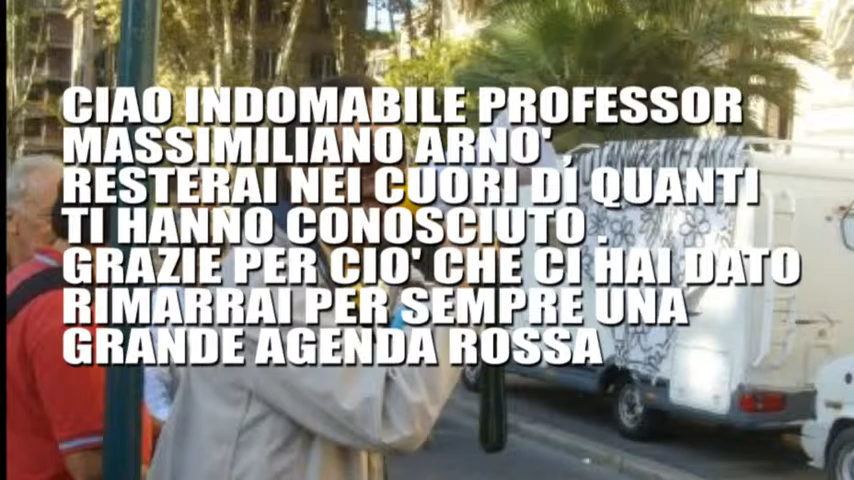 CIAO INDOMABILE PROFESSOR
MASSIMILIANO ARNO' ,
RESTERAI NEI CUORI DI QUANTI
TI HANNO CONOSCIUTO .
GRAZIE PER CIO' CHE CI HAI DATO
RIMARRAI PER SEMPRE UNA
GRANDE AGENDA ROSSA